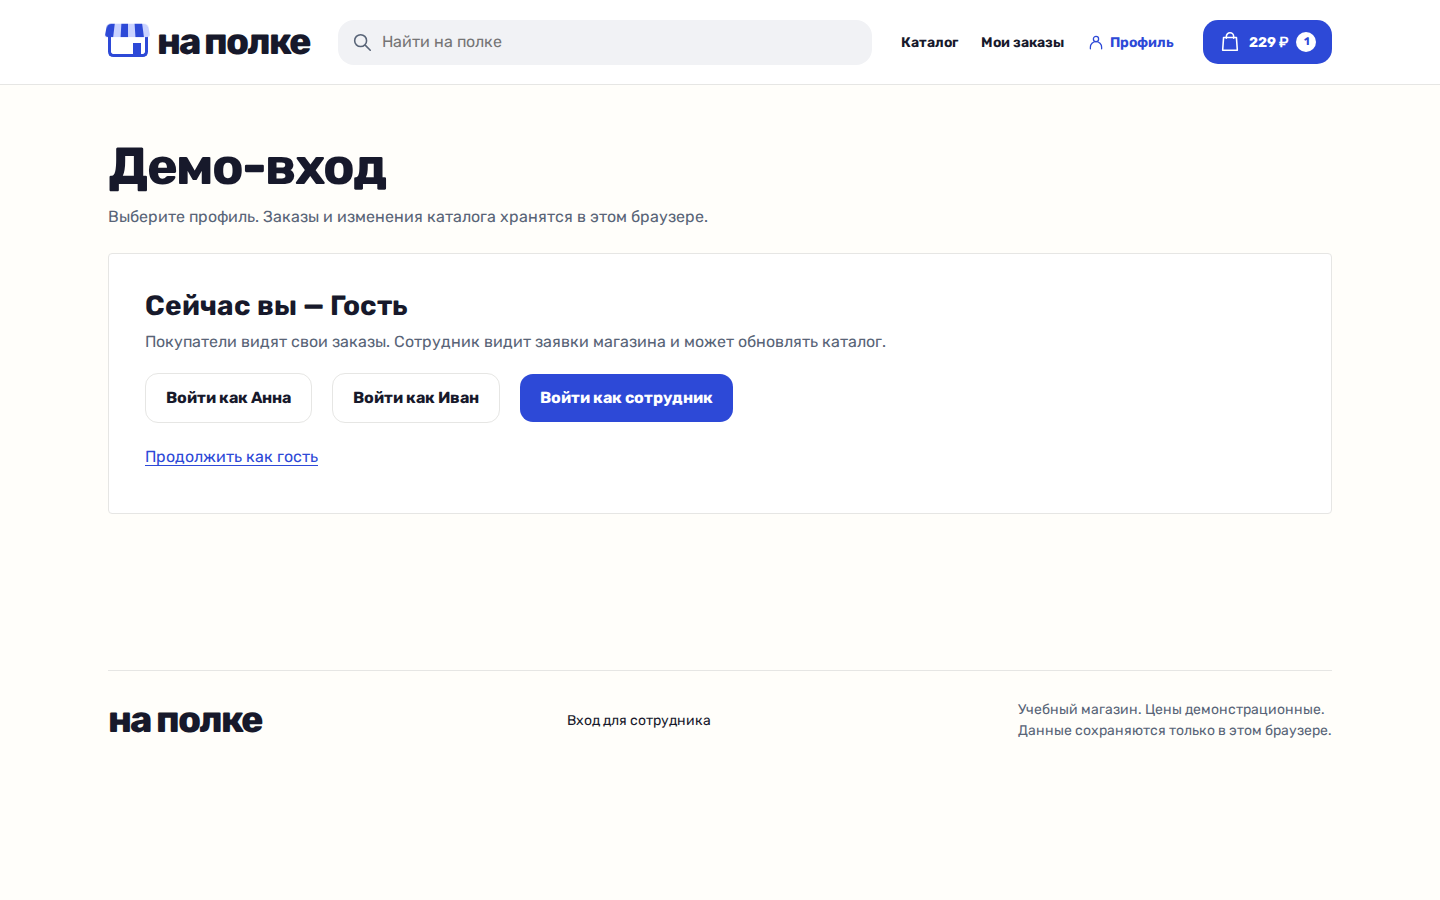 на полке
Найти на полке
Каталог
Мои заказы
Профиль
229 ₽ 1
Демо-вход
Выберите профиль. Заказы и изменения каталога хранятся в этом браузере.
Сейчас вы — Гость
Покупатели видят свои заказы. Сотрудник видит заявки магазина и может обновлять каталог.
Войти как Анна
Войти как Иван
Войти как сотрудник
Продолжить как гость
на полке
Вход для сотрудника
Учебный магазин. Цены демонстрационные.
Данные сохраняются только в этом браузере.